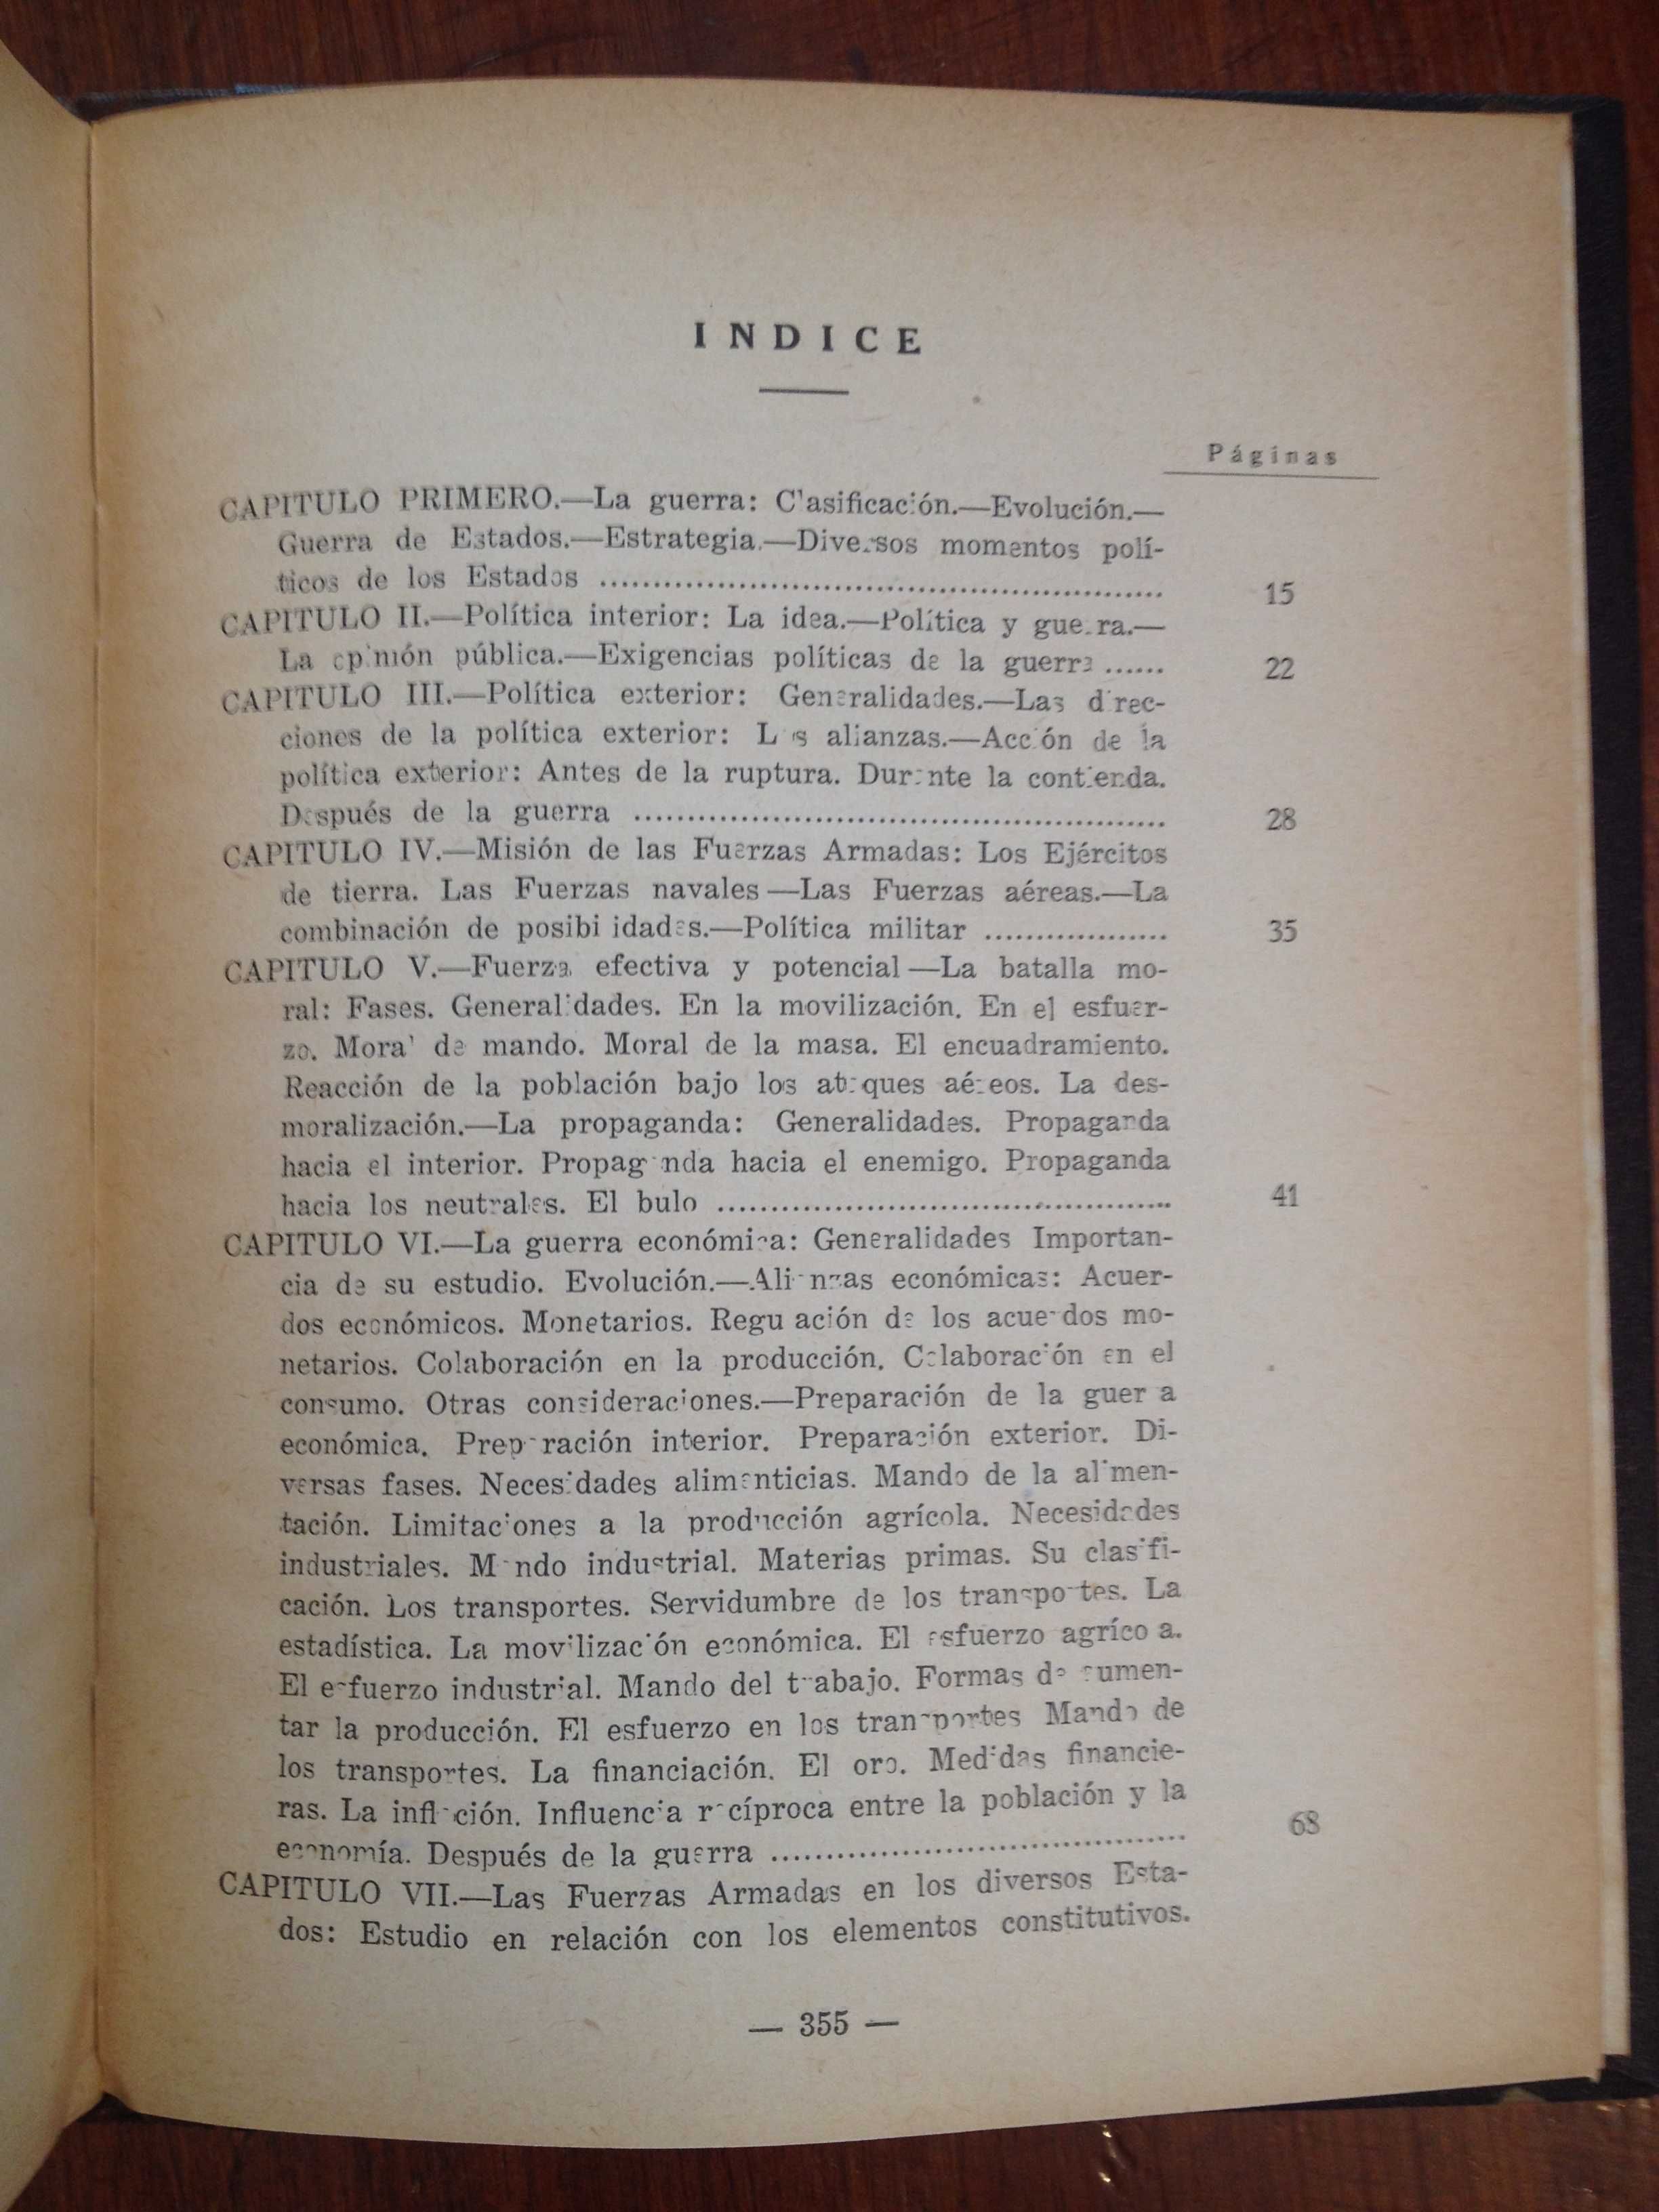 INDICE
Páginas
CAPITULO PRIMERO.—La guerra: Clasificación.—Evolución.—
Guerra de Estados.—Estrategia.—Diversos momentos polí-
ticos de los Estados .......... 15
CAPITULO II.—Política interior: La idea.—Política y guerra.—
La opinión pública.—Exigencias políticas de la guerra ...... 22
CAPITULO III.—Política exterior: Generalidades.—Las direc-
ciones de la política exterior: Las alianzas.—Acción de la
política exterior: Antes de la ruptura. Durante la contienda.
Después de la guerra .......... 28
CAPITULO IV.—Misión de las Fuerzas Armadas: Los Ejércitos
de tierra. Las Fuerzas navales—Las Fuerzas aéreas.—La
combinación de posibilidades.—Política militar .......... 35
CAPITULO V.—Fuerza efectiva y potencial—La batalla mo-
ral: Fases. Generalidades. En la movilización. En el esfuer-
zo. Moral de mando. Moral de la masa. El encuadramiento.
Reacción de la población bajo los ataques aéreos. La des-
moralización.—La propaganda: Generalidades. Propaganda
hacia el interior. Propaganda hacia el enemigo. Propaganda
hacia los neutrales. El bulo .......... 41
CAPITULO VI.—La guerra económica: Generalidades Importan-
cia de su estudio. Evolución.—Alianzas económicas: Acuer-
dos económicos. Monetarios. Regulación de los acuerdos mo-
netarios. Colaboración en la producción. Colaboración en el
consumo. Otras consideraciones.—Preparación de la guerra
económica. Preparación interior. Preparación exterior. Di-
versas fases. Necesidades alimenticias. Mando de la alimen-
tación. Limitaciones a la producción agrícola. Necesidades
industriales. Mando industrial. Materias primas. Su clasifi-
cación. Los transportes. Servidumbre de los transportes. La
estadística. La movilización económica. El esfuerzo agrícola.
El esfuerzo industrial. Mando del trabajo. Formas de aumen-
tar la producción. El esfuerzo en los transportes Mando de
los transportes. La financiación. El oro. Medidas financie-
ras. La inflación. Influencia recíproca entre la población y la
economía. Después de la guerra .......... 68
CAPITULO VII.—Las Fuerzas Armadas en los diversos Esta-
dos: Estudio en relación con los elementos constitutivos.
— 355 —